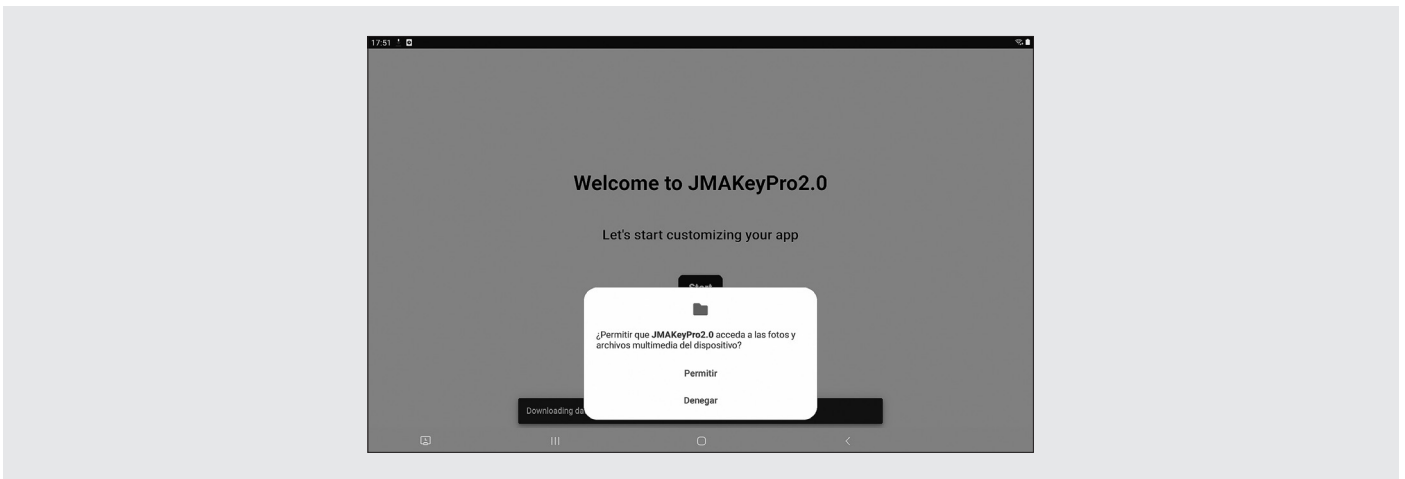 17:51
Welcome to JMAKeyPro2.0
Let's start customizing your app
Start
¿Permitir que JMAKeyPro2.0 acceda a las fotos y
archivos multimedia del dispositivo?
Permitir
Denegar
Downloading da